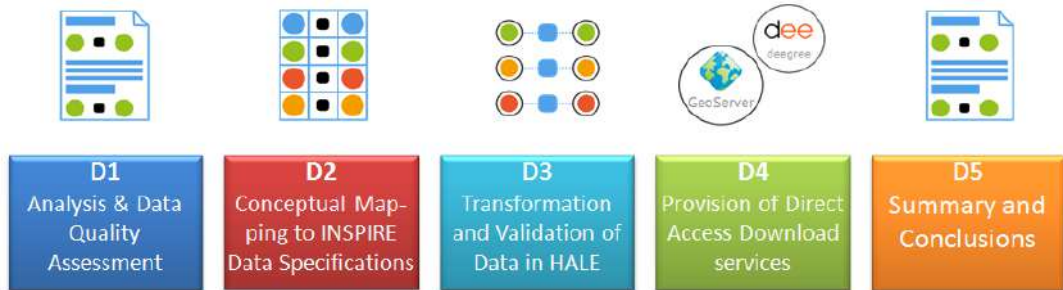 dee
deegree
GeoServer
D1
Analysis & Data
Quality
Assessment
D2
Conceptual Map-
ping to INSPIRE
Data Specifications
D3
Transformation
and Validation of
Data in HALE
D4
Provision of Direct
Access Download
services
D5
Summary and
Conclusions